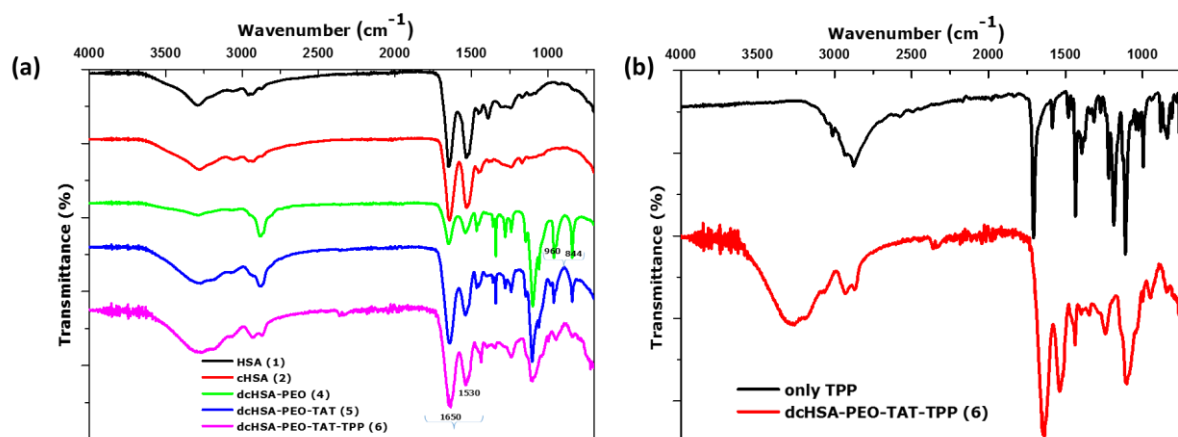 (a)
Wavenumber (cm-1)
4000 3500 3000 2500 2000 1500 1000
Transmittance (%)
960
844
1530
1650
HSA (1)
cHSA (2)
dcHSA-PEO (4)
dcHSA-PEO-TAT (5)
dcHSA-PEO-TAT-TPP (6)
(b)
Wavenumber (cm-1)
4000 3500 3000 2500 2000 1500 1000
Transmittance (%)
only TPP
dcHSA-PEO-TAT-TPP (6)